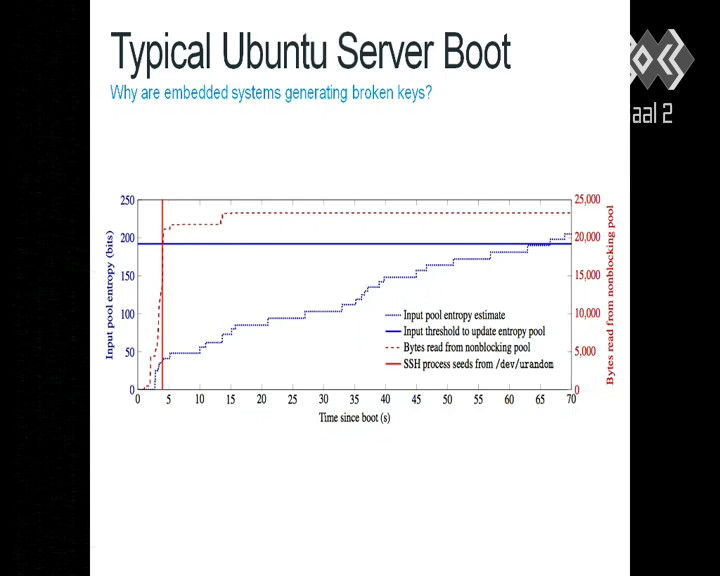 Typical Ubuntu Server Boot
Why are embedded systems generating broken keys?
aal 2
250
200
150
100
50
0
Input pool entropy (bits)
25,000
20,000
15,000
10,000
5,000
0
Bytes read from nonblocking pool
Input pool entropy estimate
Input threshold to update entropy pool
Bytes read from nonblocking pool
SSH process seeds from /dev/urandom
0 5 10 15 20 25 30 35 40 45 50 55 60 65 70
Time since boot (s)